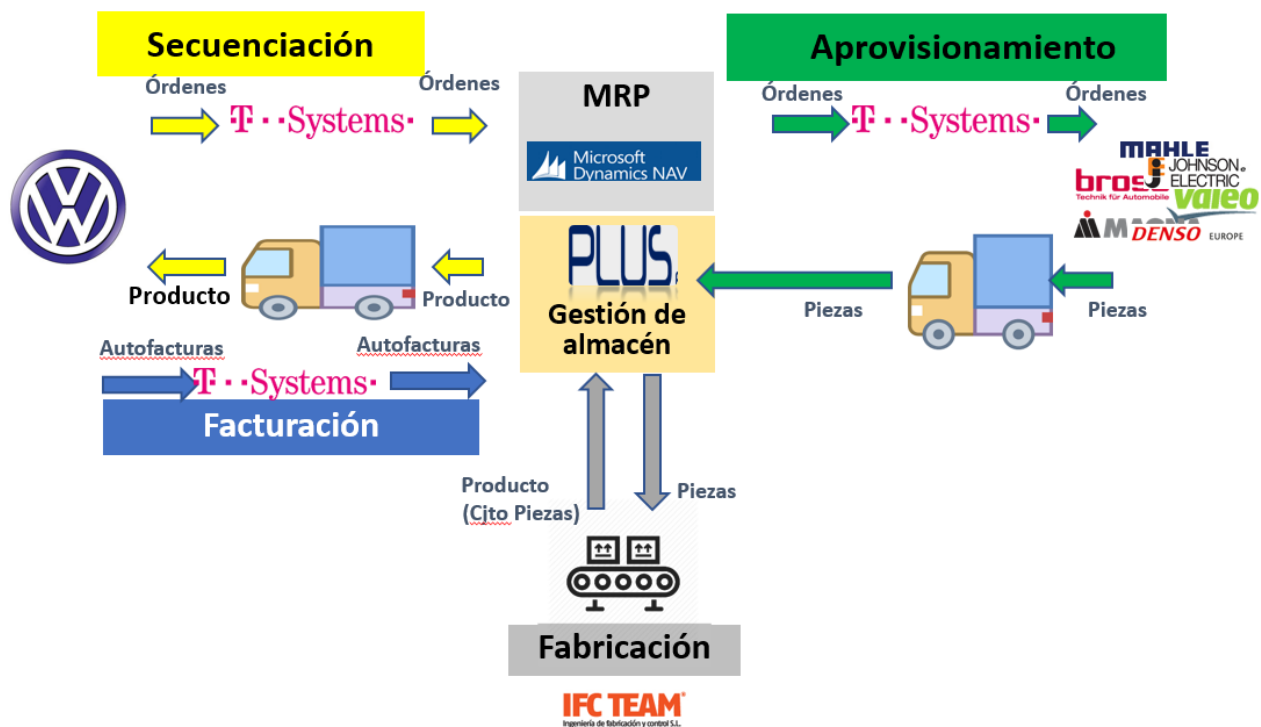 Secuenciación
Órdenes
Órdenes
T··Systems·
MRP
Microsoft
Dynamics NAV
Aprovisionamiento
Órdenes
Órdenes
T··Systems·
MAHLE
JOHNSON
ELECTRIC
Technik für Automobile
Valeo
DENSO
EUROPE
VW
Producto
Producto
PLUS
Gestión de
almacén
Piezas
Piezas
Autofacturas
Autofacturas
T··Systems·
Facturación
Producto
(Cjto Piezas)
Piezas
Fabricación
IFC TEAM
Ingeniería de fabricación y control S.L.